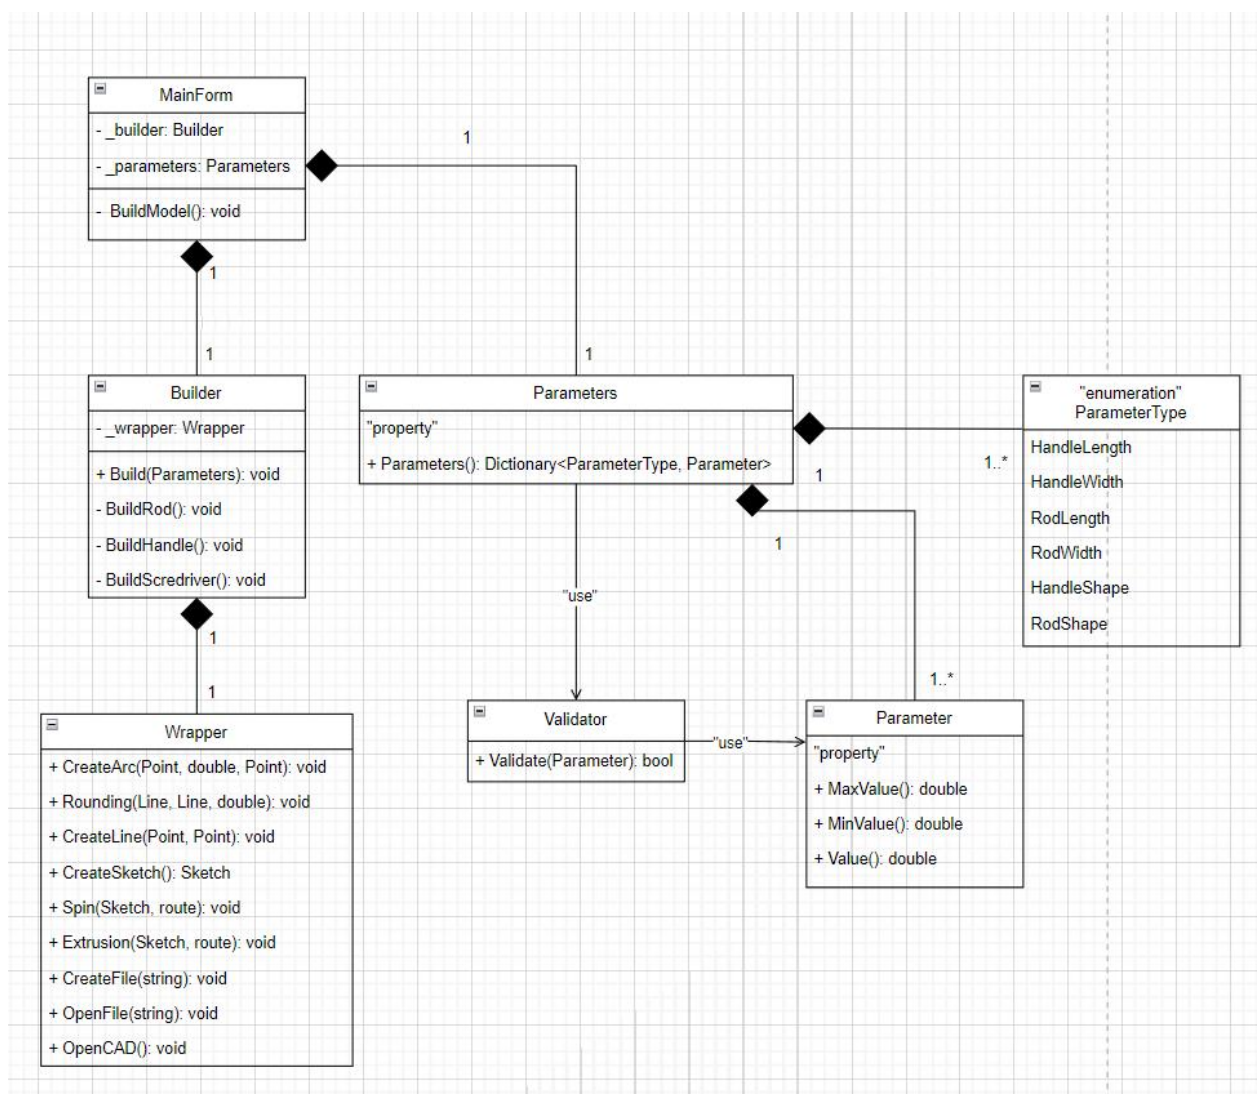 MainForm
- _builder: Builder
- _parameters: Parameters
- BuildModel(): void
1
1
1
1
Builder
- _wrapper: Wrapper
+ Build(Parameters): void
- BuildRod(): void
- BuildHandle(): void
- BuildScredriver(): void
Parameters
"property"
+ Parameters(): Dictionary<ParameterType, Parameter>
"enumeration"
ParameterType
HandleLength
HandleWidth
RodLength
RodWidth
HandleShape
RodShape
1..*
1
1
"use"
1
1
1..*
Wrapper
+ CreateArc(Point, double, Point): void
+ Rounding(Line, Line, double): void
+ CreateLine(Point, Point): void
+ CreateSketch(): Sketch
+ Spin(Sketch, route): void
+ Extrusion(Sketch, route): void
+ CreateFile(string): void
+ OpenFile(string): void
+ OpenCAD(): void
Validator
+ Validate(Parameter): bool
"use"
Parameter
"property"
+ MaxValue(): double
+ MinValue(): double
+ Value(): double